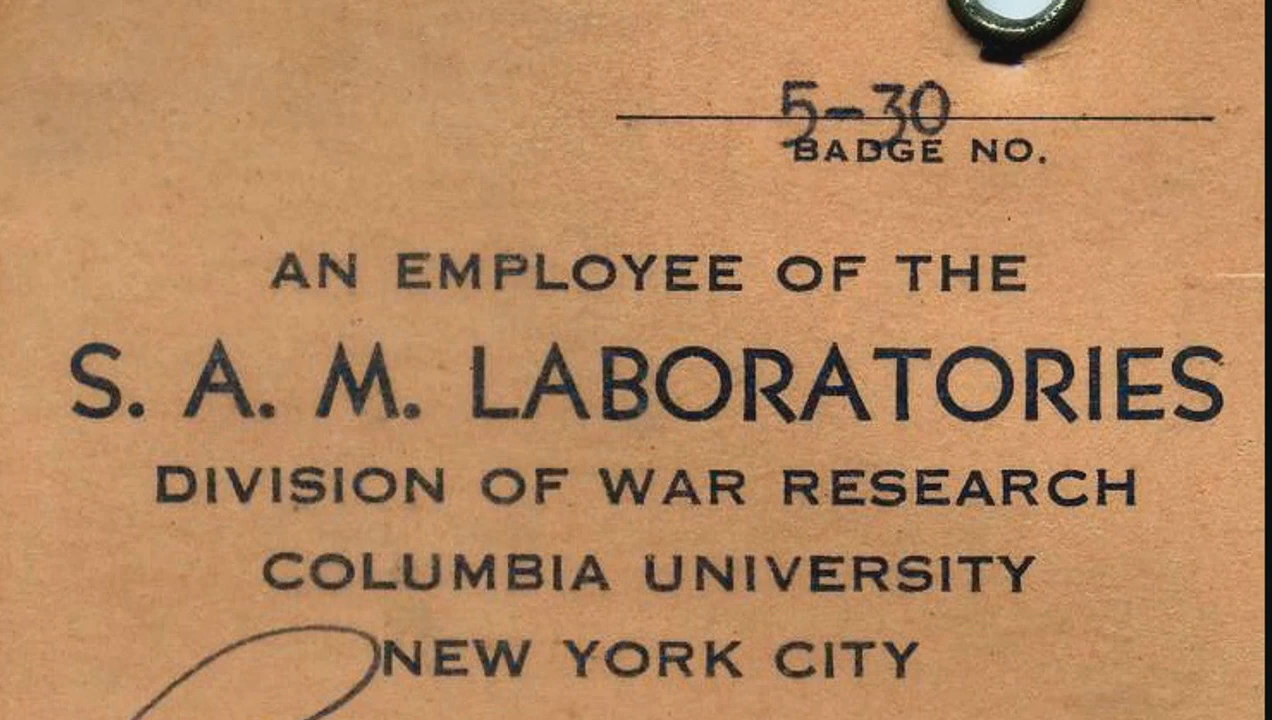 5-30
BADGE NO.
AN EMPLOYEE OF THE
S. A. M. LABORATORIES
DIVISION OF WAR RESEARCH
COLUMBIA UNIVERSITY
NEW YORK CITY